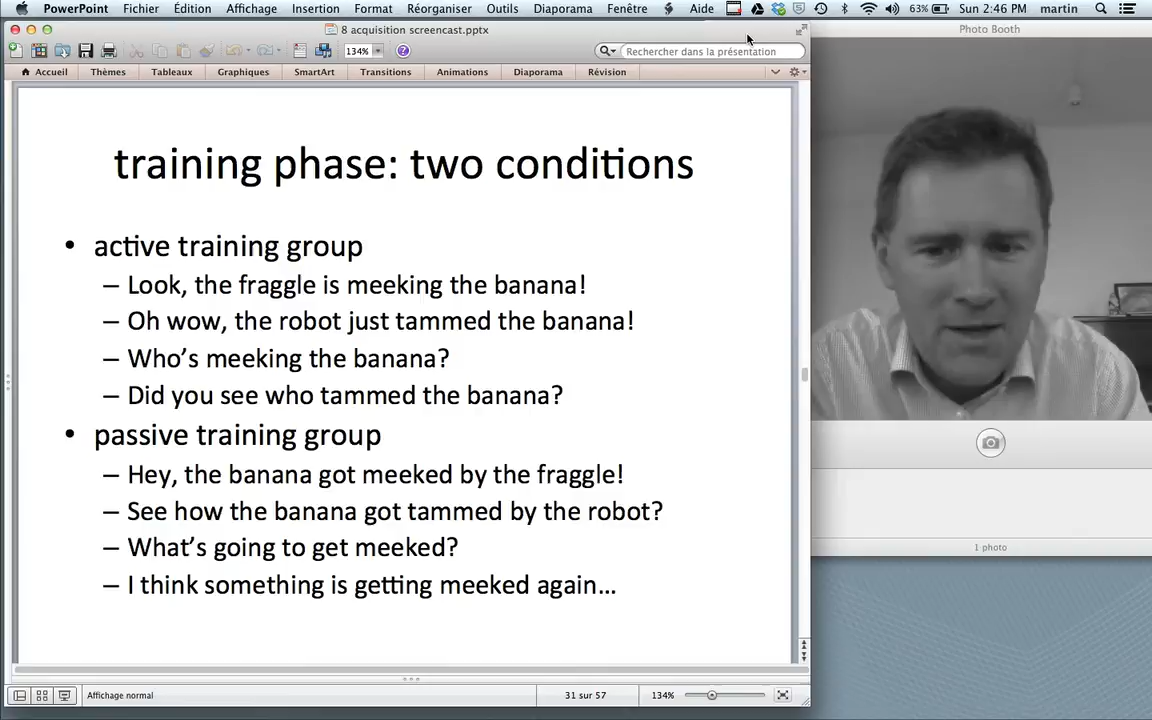 PowerPoint Fichier Édition Affichage Insertion Format Réorganiser Outils Diaporama Fenêtre Aide 63% Sun 2:46 PM martin
8 acquisition screencast.pptx
Photo Booth
134% Rechercher dans la présentation
Accueil Thèmes Tableaux Graphiques SmartArt Transitions Animations Diaporama Révision
training phase: two conditions
• active training group
– Look, the fraggle is meeking the banana!
– Oh wow, the robot just tammed the banana!
– Who’s meeking the banana?
– Did you see who tammed the banana?
• passive training group
– Hey, the banana got meeked by the fraggle!
– See how the banana got tammed by the robot?
– What’s going to get meeked?
– I think something is getting meeked again…
1 photo
Affichage normal 31 sur 57 134%